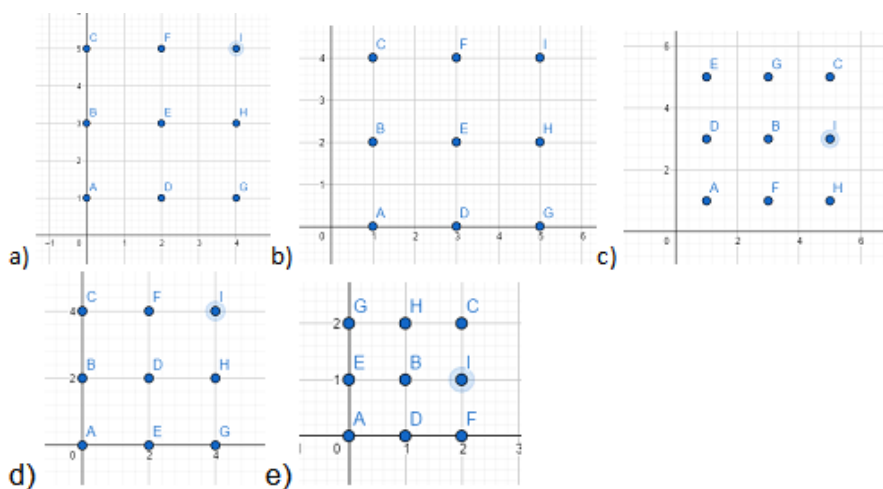 C F I
5
4
B E H
3
2
A D G
1
-1 0 1 2 3 4
a)
C F I
4
3
B E H
2
1
A D G
0 1 2 3 4 5 6
b)
6
E G C
4
D B I
2
A F H
0 2 4 6
c)
C F I
4
B D H
2
A E G
0 2 4
d)
G H C
2
E B I
1
A D F
1 0 1 2 3
e)